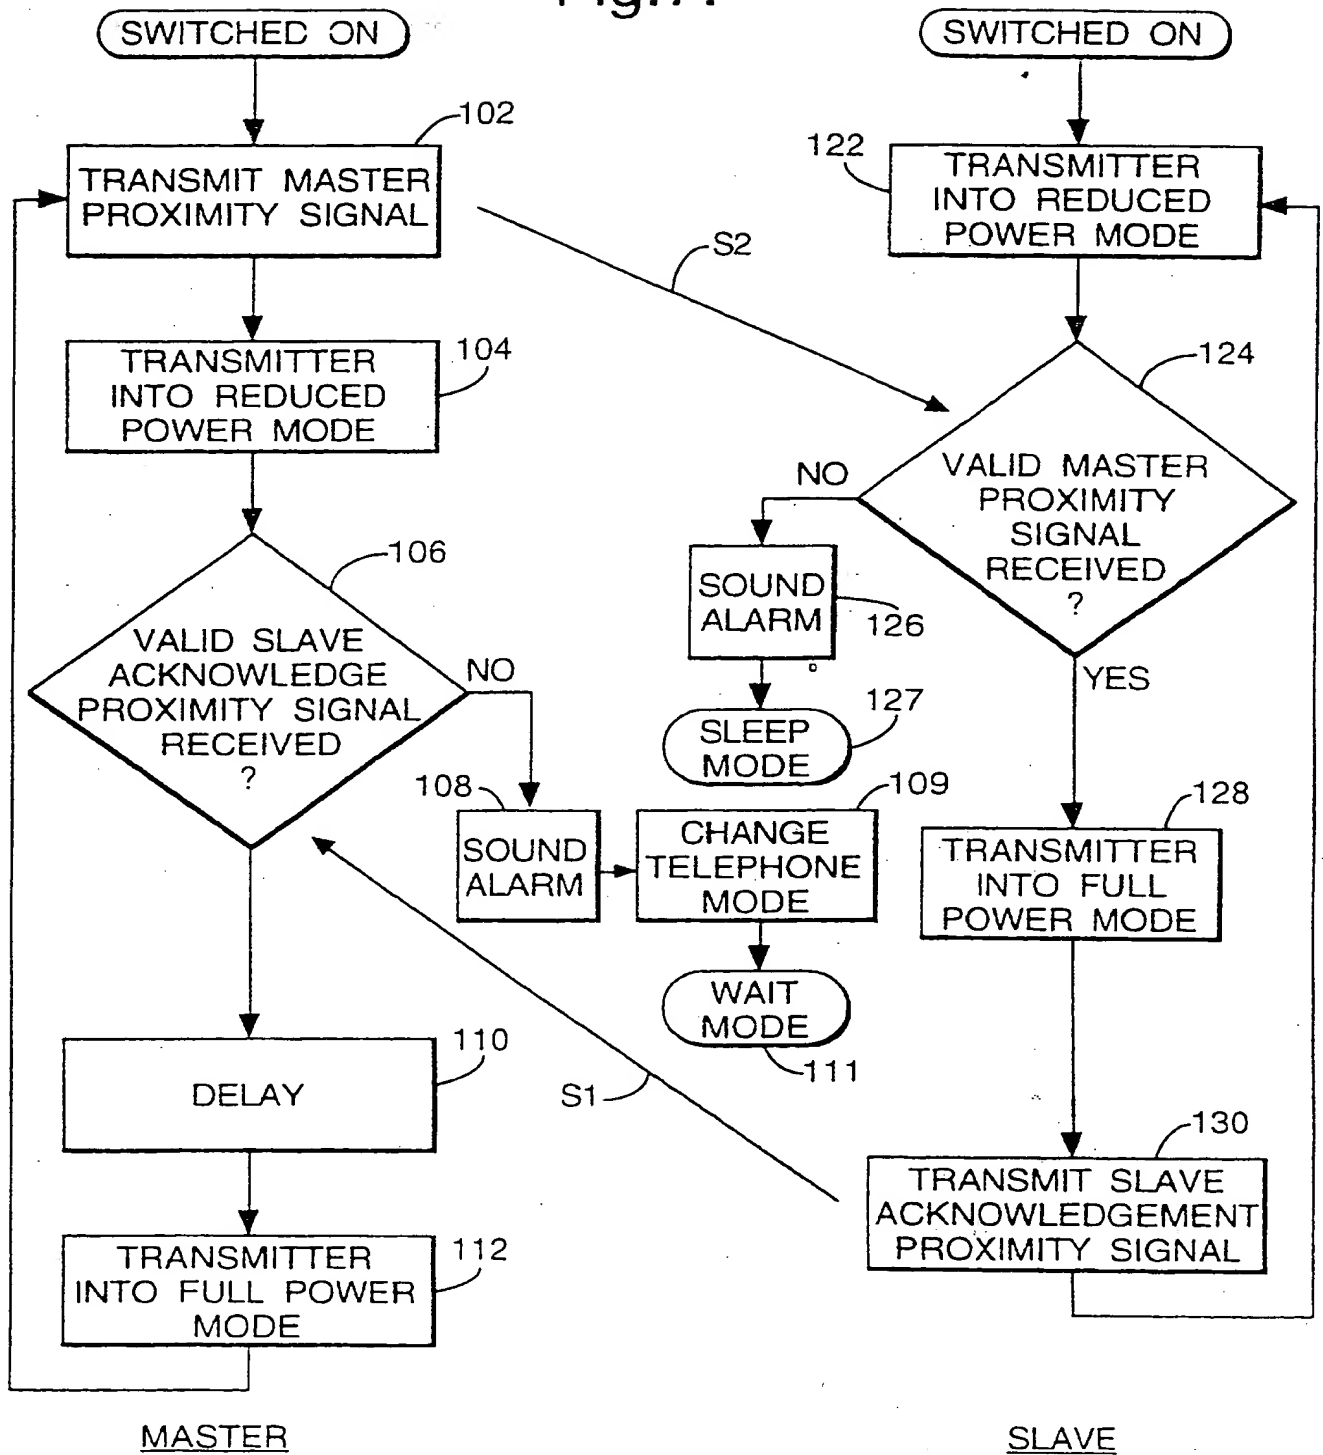 Fig.7.
SWITCHED ON
102
TRANSMIT MASTER
PROXIMITY SIGNAL
104
TRANSMITTER
INTO REDUCED
POWER MODE
106
VALID SLAVE
ACKNOWLEDGE
PROXIMITY SIGNAL
RECEIVED
?
NO
108
SOUND
ALARM
109
CHANGE
TELEPHONE
MODE
WAIT
MODE
111
110
DELAY
112
TRANSMITTER
INTO FULL POWER
MODE
MASTER
S2
S1
SWITCHED ON
122
TRANSMITTER
INTO REDUCED
POWER MODE
124
VALID MASTER
PROXIMITY
SIGNAL
RECEIVED
?
NO
SOUND
ALARM
126
127
SLEEP
MODE
YES
128
TRANSMITTER
INTO FULL
POWER MODE
130
TRANSMIT SLAVE
ACKNOWLEDGEMENT
PROXIMITY SIGNAL
SLAVE